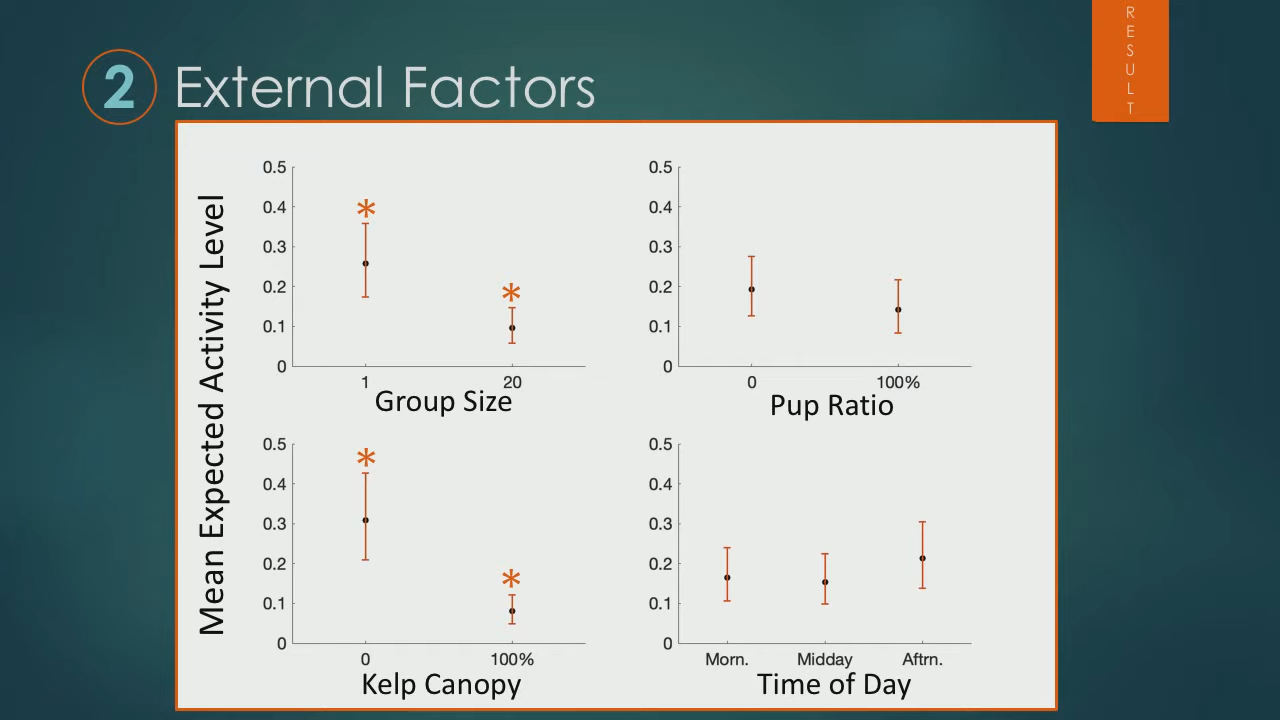 R
E
S
U
L
T
2 External Factors
Mean Expected Activity Level
0.5
0.4
0.3
0.2
0.1
0
*
*
1 20
Group Size
0.5
0.4
0.3
0.2
0.1
0
0 100%
Pup Ratio
0.5
0.4
0.3
0.2
0.1
0
*
*
0 100%
Kelp Canopy
0.5
0.4
0.3
0.2
0.1
0
Morn. Midday Aftrn.
Time of Day